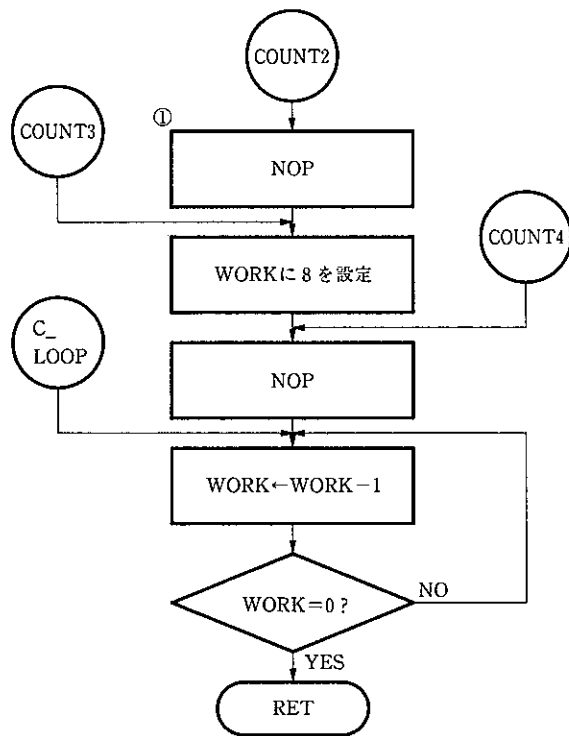 COUNT2
COUNT3
①
NOP
COUNT4
WORKに8を設定
C_
LOOP
NOP
WORK←WORK−1
WORK=0?
NO
YES
RET